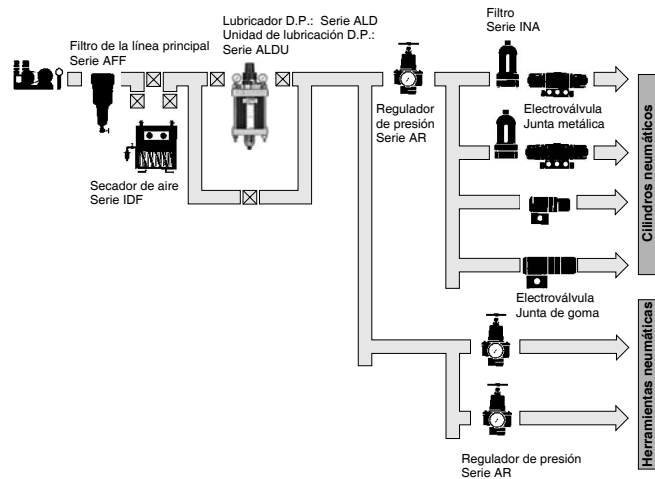 Lubricador D.P.: Serie ALD
Unidad de lubricación D.P.:
Serie ALDU
Filtro
Serie INA
Filtro de la línea principal
Serie AFF
Regulador
de presión
Serie AR
Electroválvula
Junta metálica
Secador de aire
Serie IDF
Cilindros neumáticos
Electroválvula
Junta de goma
Herramientas neumáticas
Regulador de presión
Serie AR